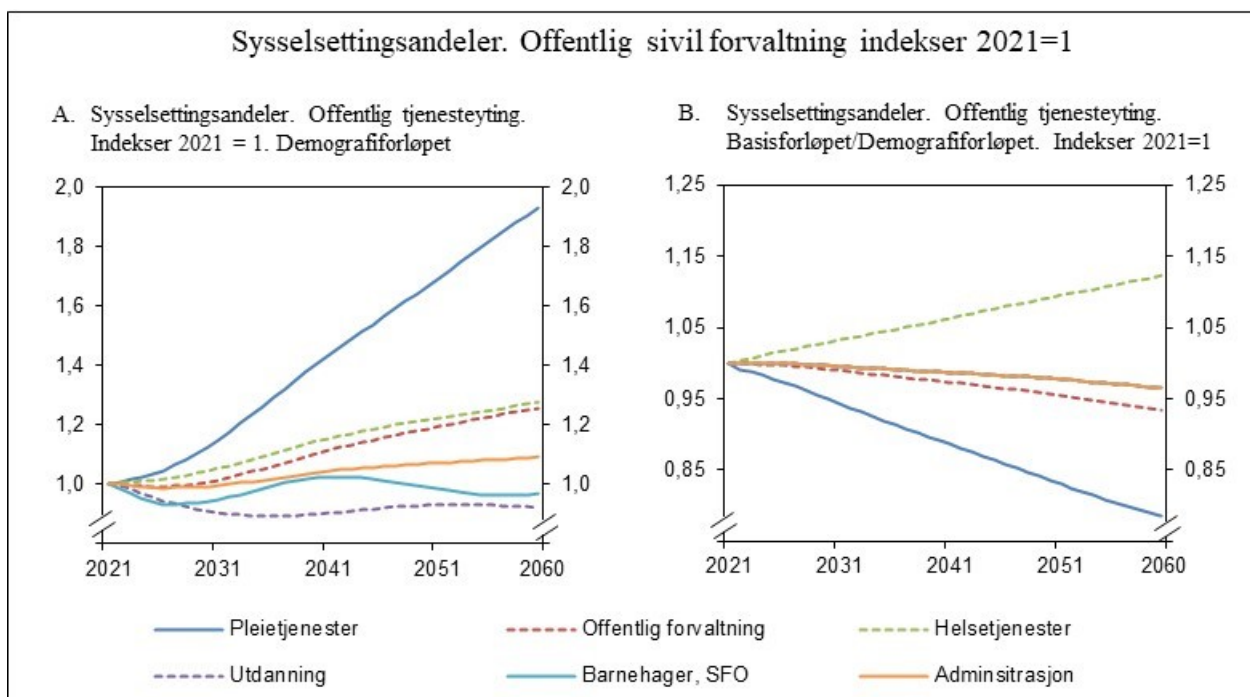 Sysselsettingsandeler. Offentlig sivil forvaltning indekser 2021=1
A. Sysselsettingsandeler. Offentlig tjenesteyting.
Indekser 2021 = 1. Demografiforløpet
2,0
1,8
1,6
1,4
1,2
1,0
2,0
1,8
1,6
1,4
1,2
1,0
2021
2031
2041
2051
2060
B. Sysselsettingsandeler. Offentlig tjenesteyting.
Basisforløpet/Demografiforløpet. Indekser 2021=1
1,25
1,15
1,05
0,95
0,85
1,25
1,15
1,05
0,95
0,85
2021
2031
2041
2051
2060
Pleietjenester
Offentlig forvaltning
Helsetjenester
Utdanning
Barnehager, SFO
Adminsitrasjon